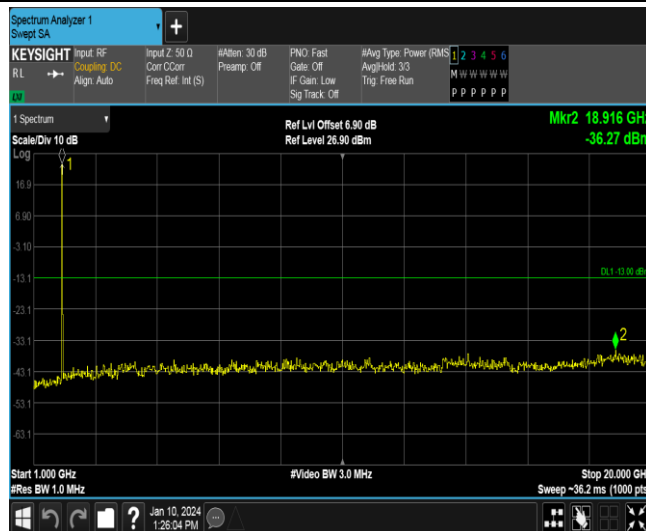 Spectrum Analyzer 1
Swept SA
+
KEYSIGHT Input: RF Input Z: 50 Ω #Atten: 30 dB PNO: Fast #Avg Type: Power (RMS 1 2 3 4 5 6
RL Coupling: DC Corr CCorr Preamp: Off Gate: Off Avg|Hold: 3/3 M W W W W W
Align: Auto Freq Ref: Int (S) IF Gain: Low Trig: Free Run
Sig Track: Off P P P P P P
1 Spectrum Ref Lvl Offset 6.90 dB Mkr2 18.916 GHz
Scale/Div 10 dB Ref Level 26.90 dBm -36.27 dBm
Log
1
16.9
6.90
-3.10
-13.1 DL1 -13.00 dBm
-23.1
-33.1 2
-43.1
-53.1
-63.1
Start 1.000 GHz #Video BW 3.0 MHz Stop 20.000 GHz
#Res BW 1.0 MHz Sweep ~36.2 ms (1000 pts
? Jan 10, 2024
1:26:04 PM